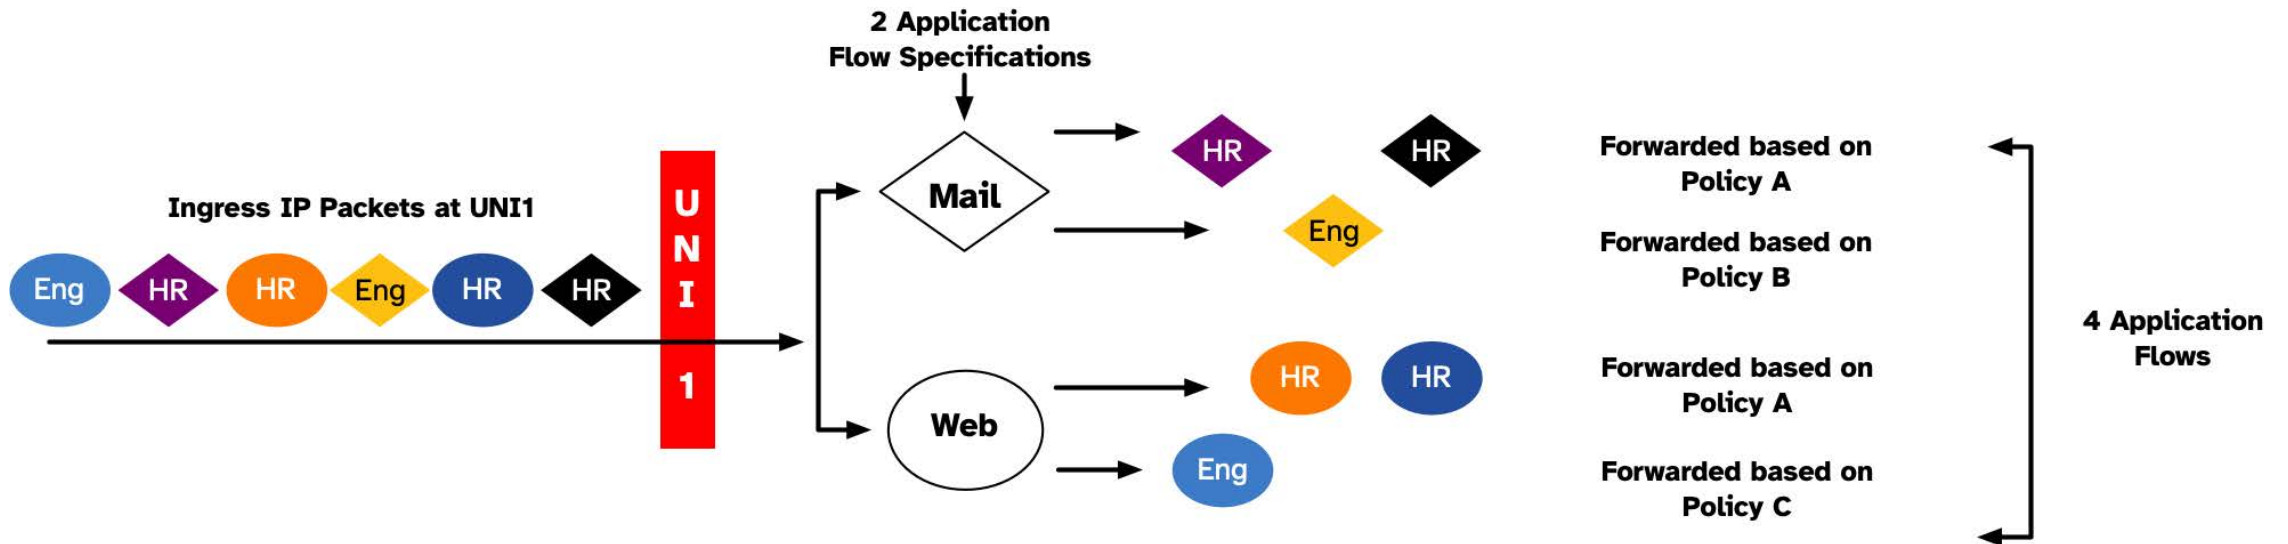 2 Application
Flow Specifications
Ingress IP Packets at UNI1
Eng HR HR Eng HR HR
U
N
I
1
Mail
HR HR
Eng
Web
HR HR
Eng
Forwarded based on
Policy A
Forwarded based on
Policy B
Forwarded based on
Policy A
Forwarded based on
Policy C
4 Application
Flows